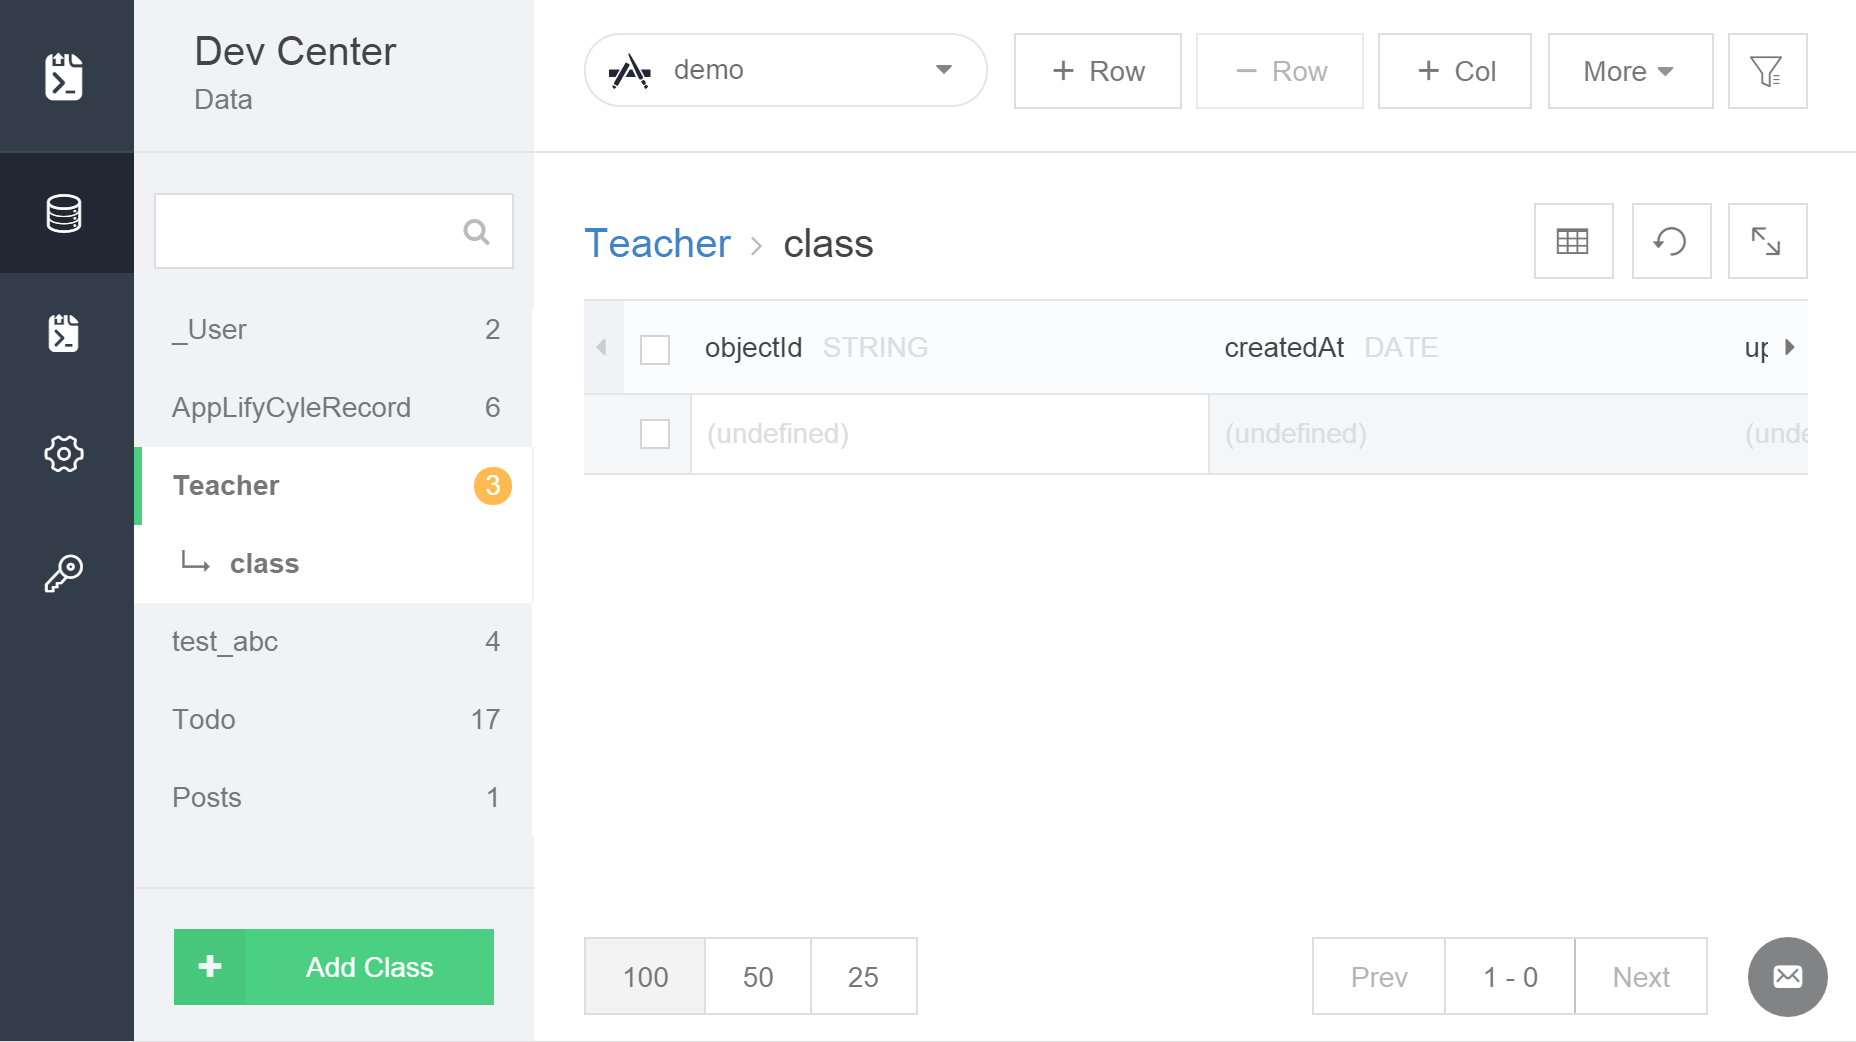 Dev Center
Data
demo
+ Row
− Row
+ Col
More
_User 2
AppLifyCyleRecord 6
Teacher 3
class
test_abc 4
Todo 17
Posts 1
Add Class
Teacher > class
objectId STRING createdAt DATE up
(undefined) (undefined) (unde
100 50 25
Prev 1 - 0 Next